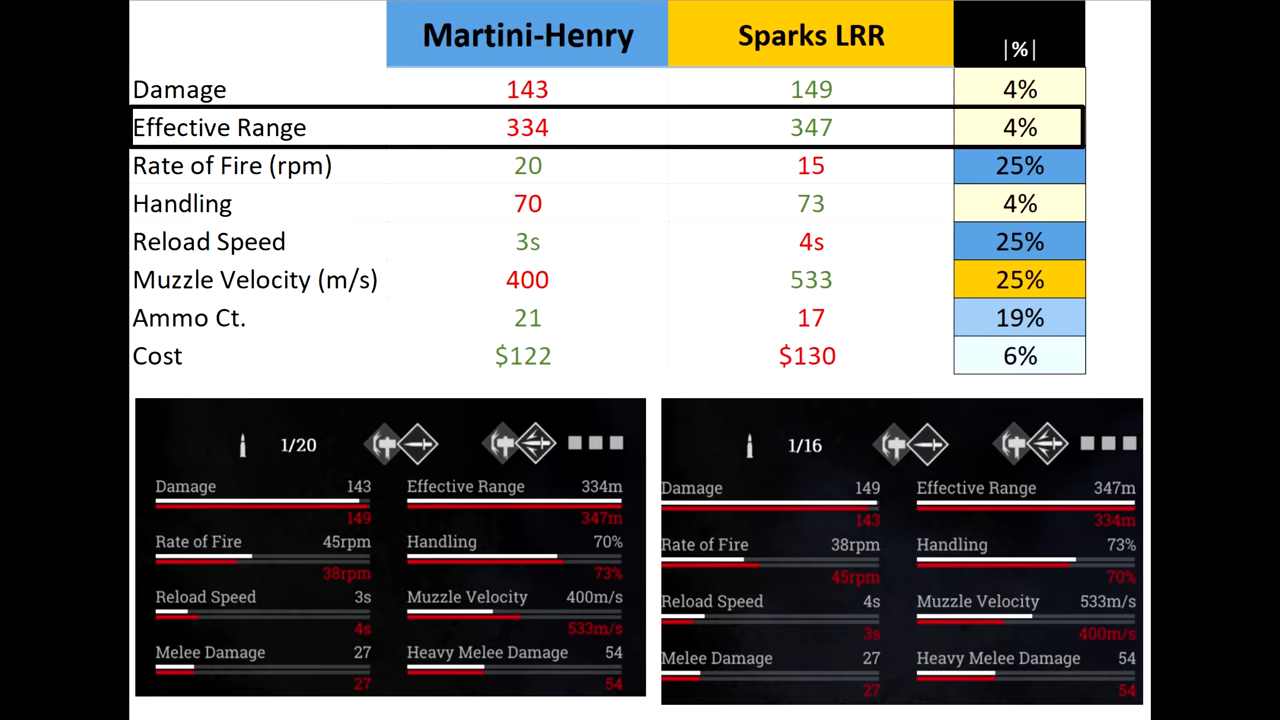 Martini-Henry Sparks LRR |%|
Damage 143 149 4%
Effective Range 334 347 4%
Rate of Fire (rpm) 20 15 25%
Handling 70 73 4%
Reload Speed 3s 4s 25%
Muzzle Velocity (m/s) 400 533 25%
Ammo Ct. 21 17 19%
Cost $122 $130 6%
1/20
Damage 143 Effective Range 334m
149 347m
Rate of Fire 45rpm Handling 70%
38rpm 73%
Reload Speed 3s Muzzle Velocity 400m/s
4s 533m/s
Melee Damage 27 Heavy Melee Damage 54
27 54
1/16
Damage 149 Effective Range 347m
143 334m
Rate of Fire 38rpm Handling 73%
45rpm 70%
Reload Speed 4s Muzzle Velocity 533m/s
3s 400m/s
Melee Damage 27 Heavy Melee Damage 54
27 54